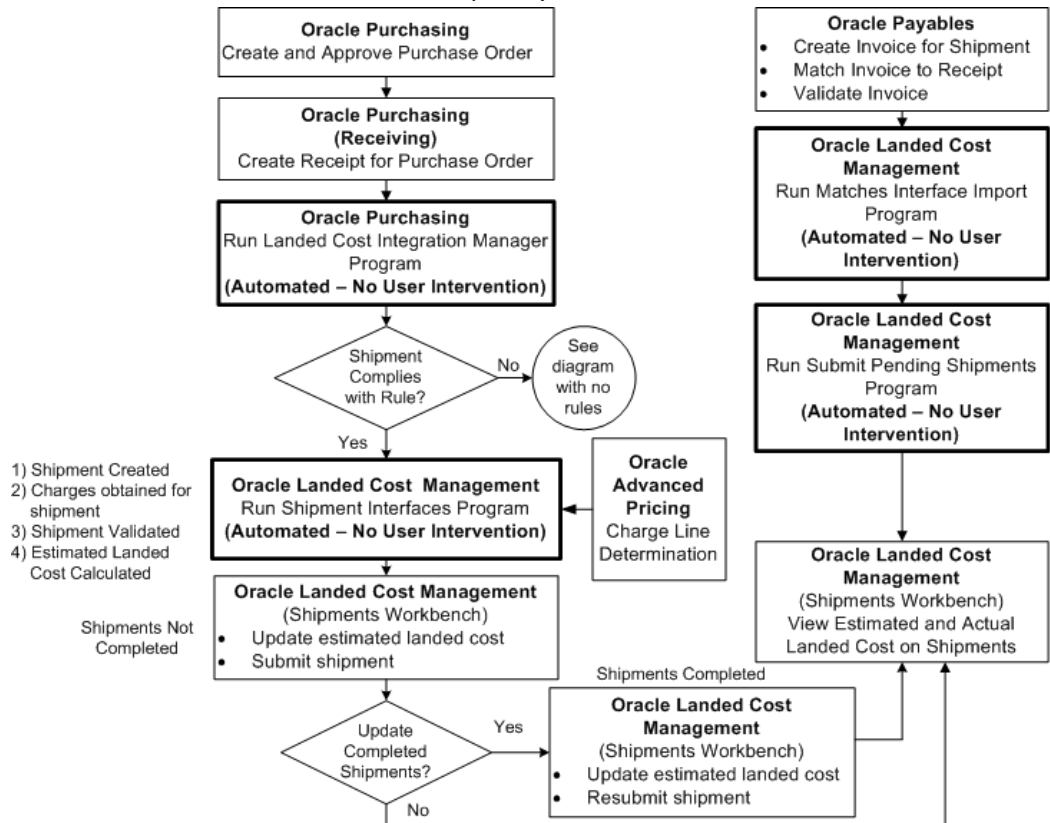 Oracle Purchasing
Create and Approve Purchase Order
Oracle Purchasing
(Receiving)
Create Receipt for Purchase Order
Oracle Purchasing
Run Landed Cost Integration Manager
Program
(Automated – No User Intervention)
Shipment
Complies
with Rule?
No
See
diagram
with no
rules
Yes
1) Shipment Created
2) Charges obtained for
shipment
3) Shipment Validated
4) Estimated Landed
Cost Calculated
Oracle Landed Cost Management
Run Shipment Interfaces Program
(Automated – No User Intervention)
Oracle
Advanced
Pricing
Charge Line
Determination
Shipments Not
Completed
Oracle Landed Cost Management
(Shipments Workbench)
• Update estimated landed cost
• Submit shipment
Update
Completed
Shipments?
Yes
No
Shipments Completed
Oracle Landed Cost
Management
(Shipments Workbench)
• Update estimated landed cost
• Resubmit shipment
Oracle Payables
• Create Invoice for Shipment
• Match Invoice to Receipt
• Validate Invoice
Oracle Landed Cost
Management
Run Matches Interface Import
Program
(Automated – No User
Intervention)
Oracle Landed Cost
Management
Run Submit Pending Shipments
Program
(Automated – No User
Intervention)
Oracle Landed Cost
Management
(Shipments Workbench)
View Estimated and Actual
Landed Cost on Shipments